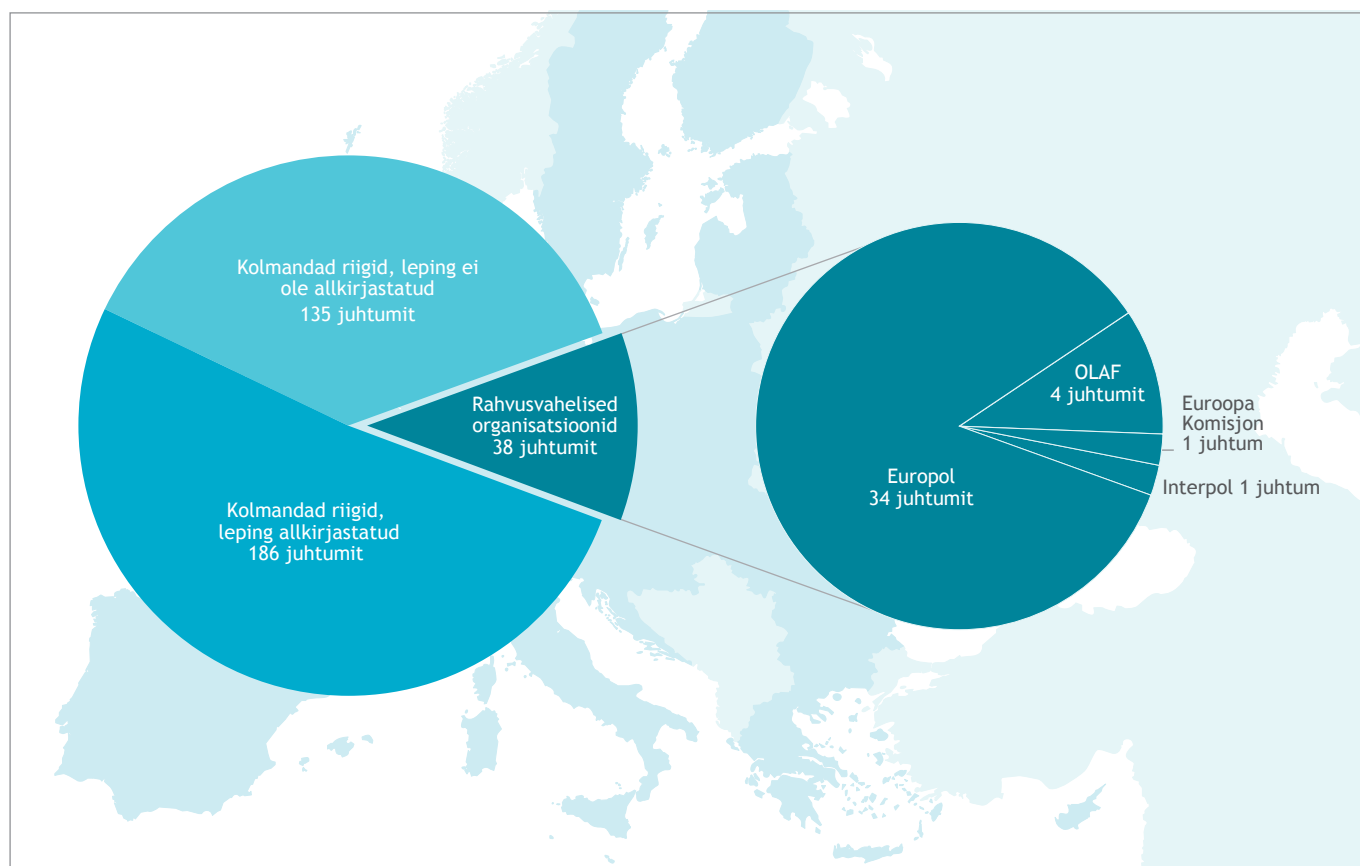 Kolmandad riigid, leping ei
ole allkirjastatud
135 juhtumit
Rahvusvahelised
organisatsioonid
38 juhtumit
Kolmandad riigid,
leping allkirjastatud
186 juhtumit
OLAF
4 juhtumit
Euroopa
Komisjon
1 juhtum
Interpol 1 juhtum
Europol
34 juhtumit